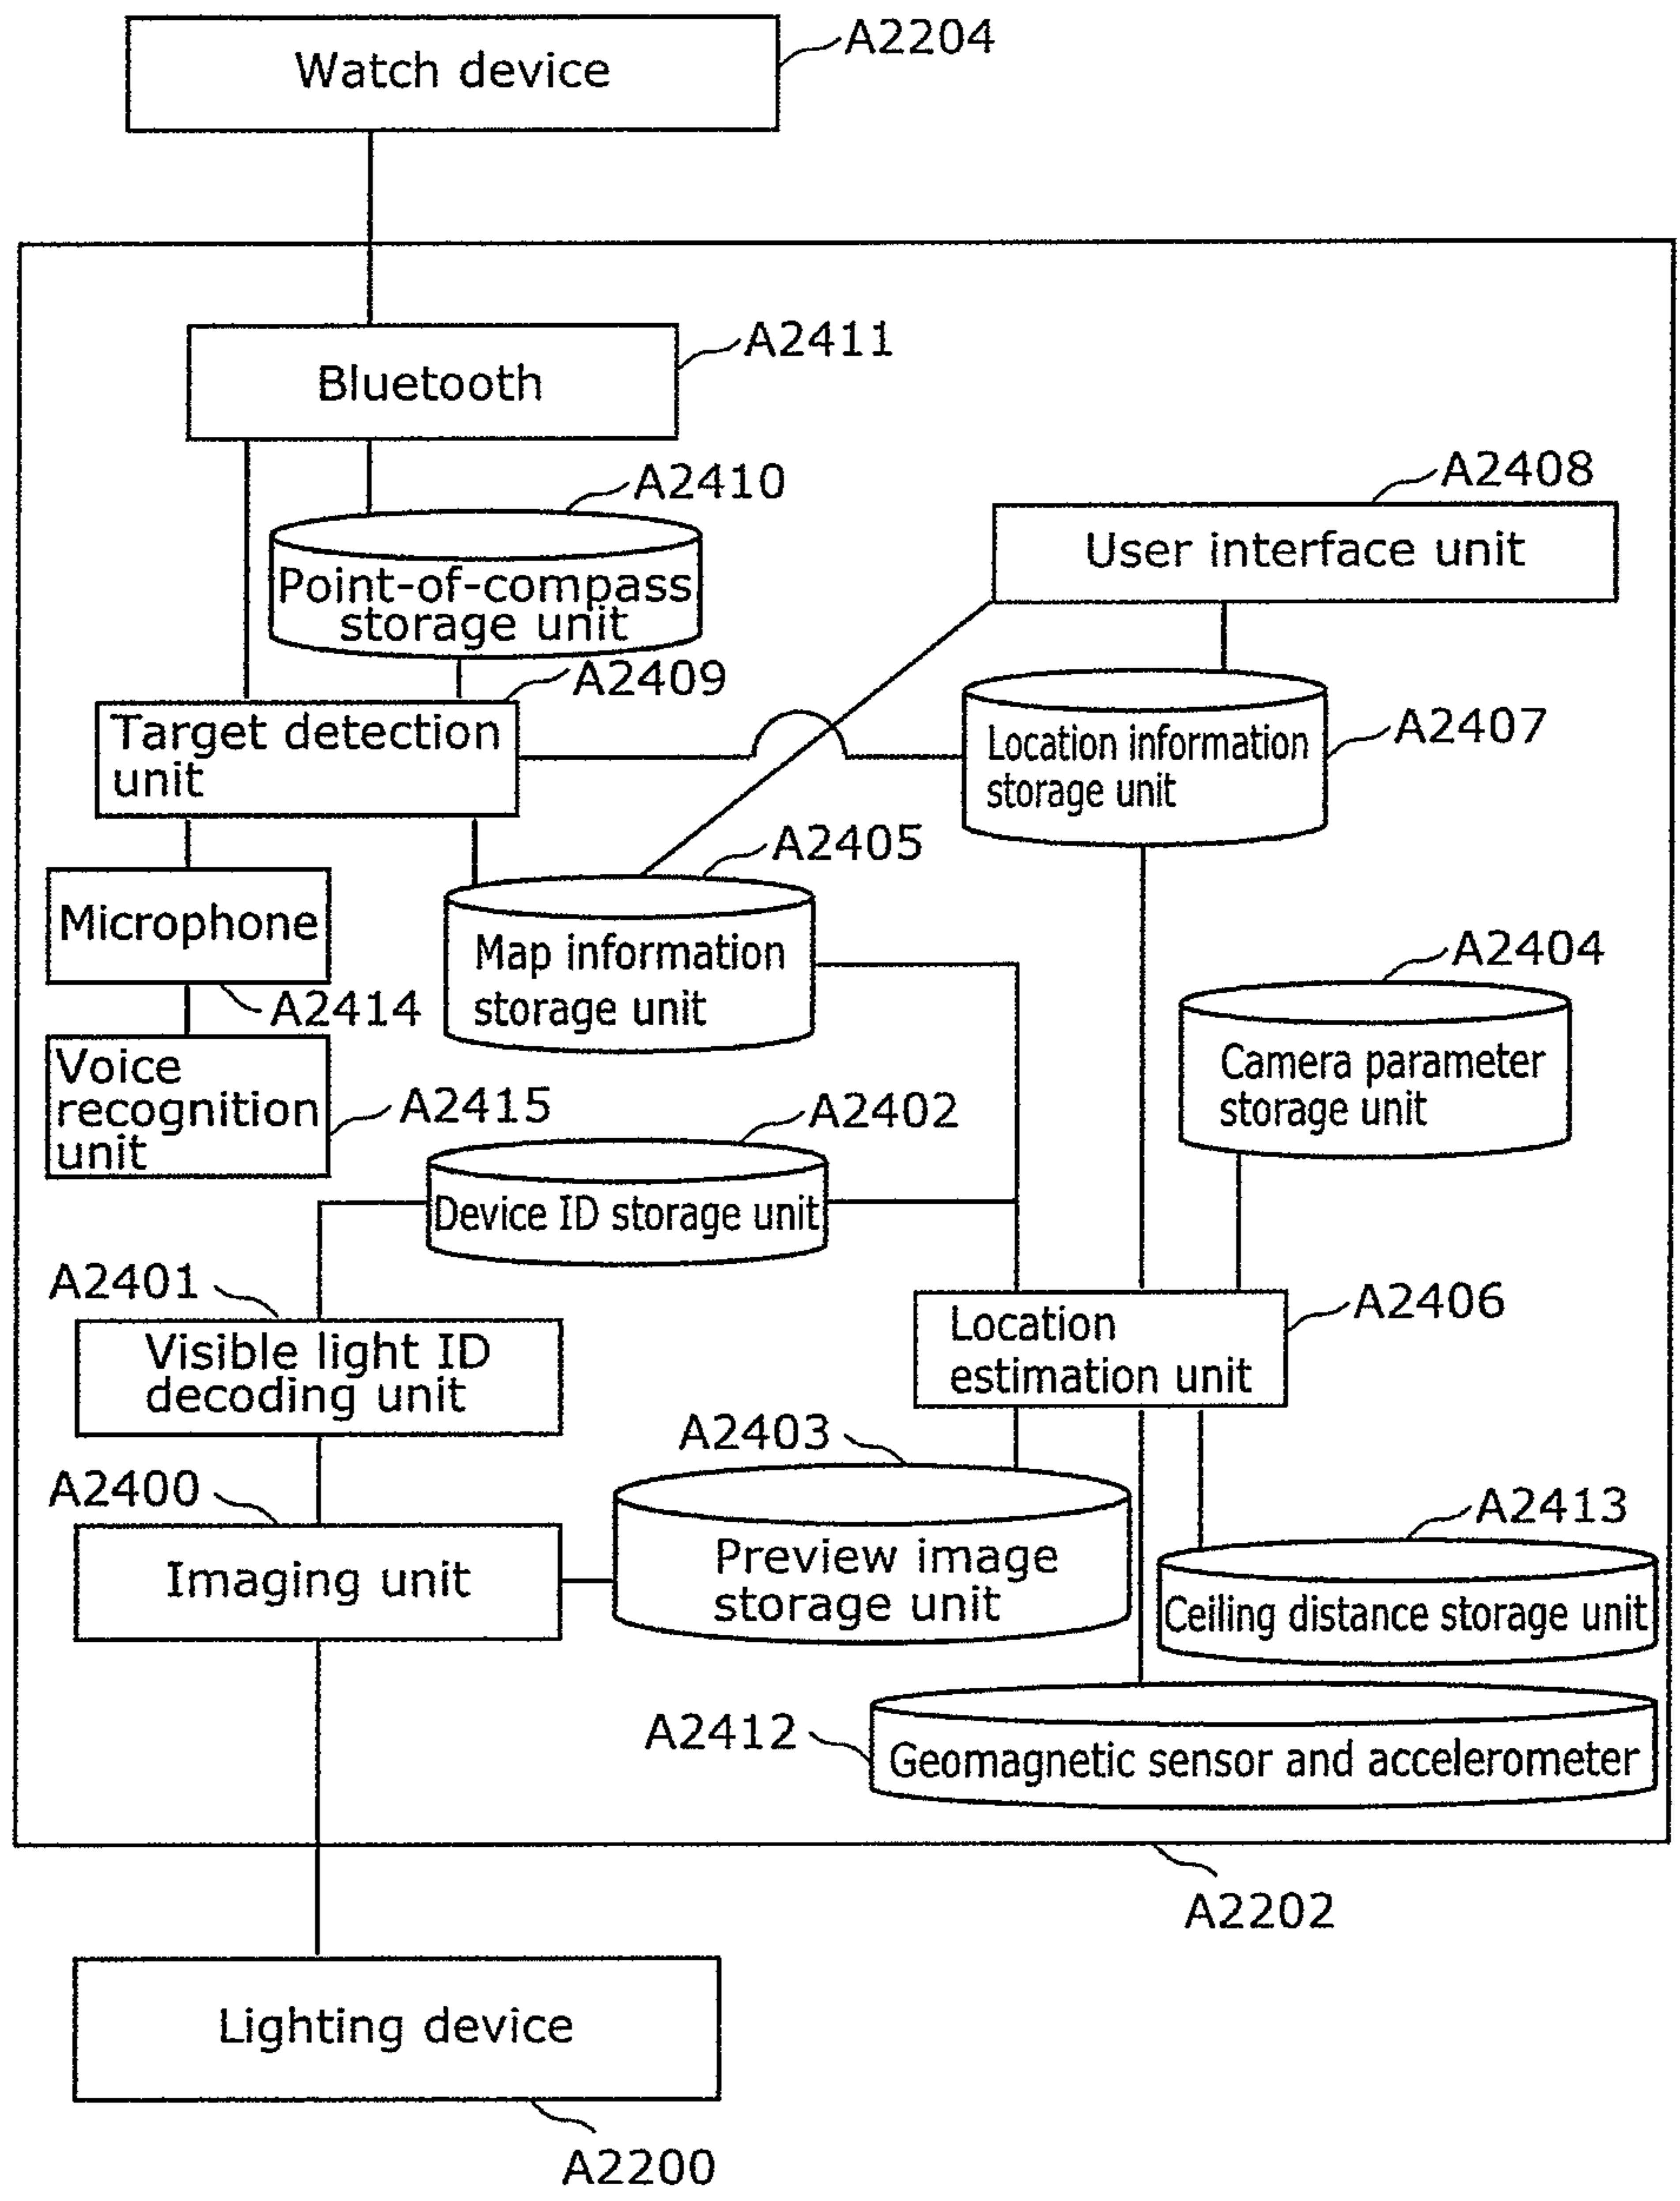 Watch device
A2204
Bluetooth
A2411
A2410
Point-of-compass
storage unit
A2408
User interface unit
A2409
Target detection
unit
Location information
storage unit
A2407
A2405
Microphone
A2414
Map information
storage unit
A2404
Camera parameter
storage unit
Voice
recognition
unit
A2415
A2402
Device ID storage unit
A2401
Visible light ID
decoding unit
Location
estimation unit
A2406
A2403
A2400
Imaging unit
Preview image
storage unit
A2413
Ceiling distance storage unit
A2412
Geomagnetic sensor and accelerometer
A2202
Lighting device
A2200